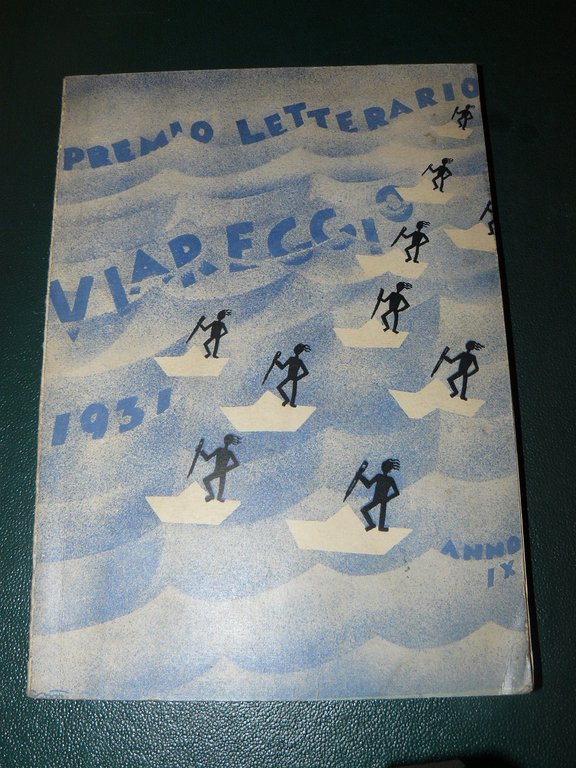 PREMIO LETTERARIO
VIAREGGIO
1931
ANNO
IX